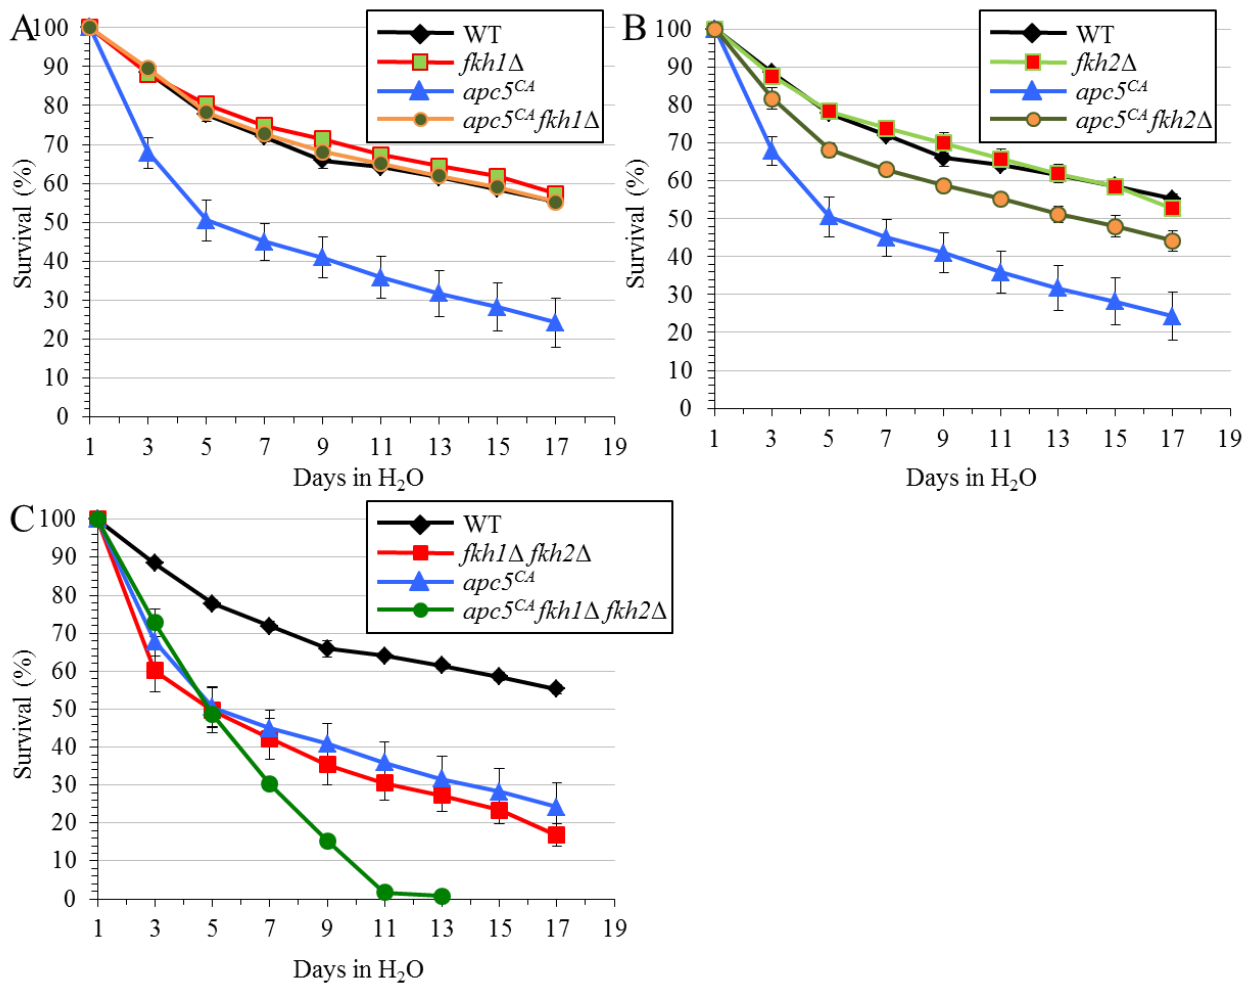 A
WT
fkh1Δ
apc5ᶜᴬ
apc5ᶜᴬ fkh1Δ
100
90
80
70
60
50
40
30
20
10
0
Survival (%)
1 3 5 7 9 11 13 15 17 19
Days in H₂O
B
WT
fkh2Δ
apc5ᶜᴬ
apc5ᶜᴬ fkh2Δ
100
90
80
70
60
50
40
30
20
10
0
Survival (%)
1 3 5 7 9 11 13 15 17 19
Days in H₂O
C
WT
fkh1Δ fkh2Δ
apc5ᶜᴬ
apc5ᶜᴬ fkh1Δ fkh2Δ
100
90
80
70
60
50
40
30
20
10
0
Survival (%)
1 3 5 7 9 11 13 15 17 19
Days in H₂O